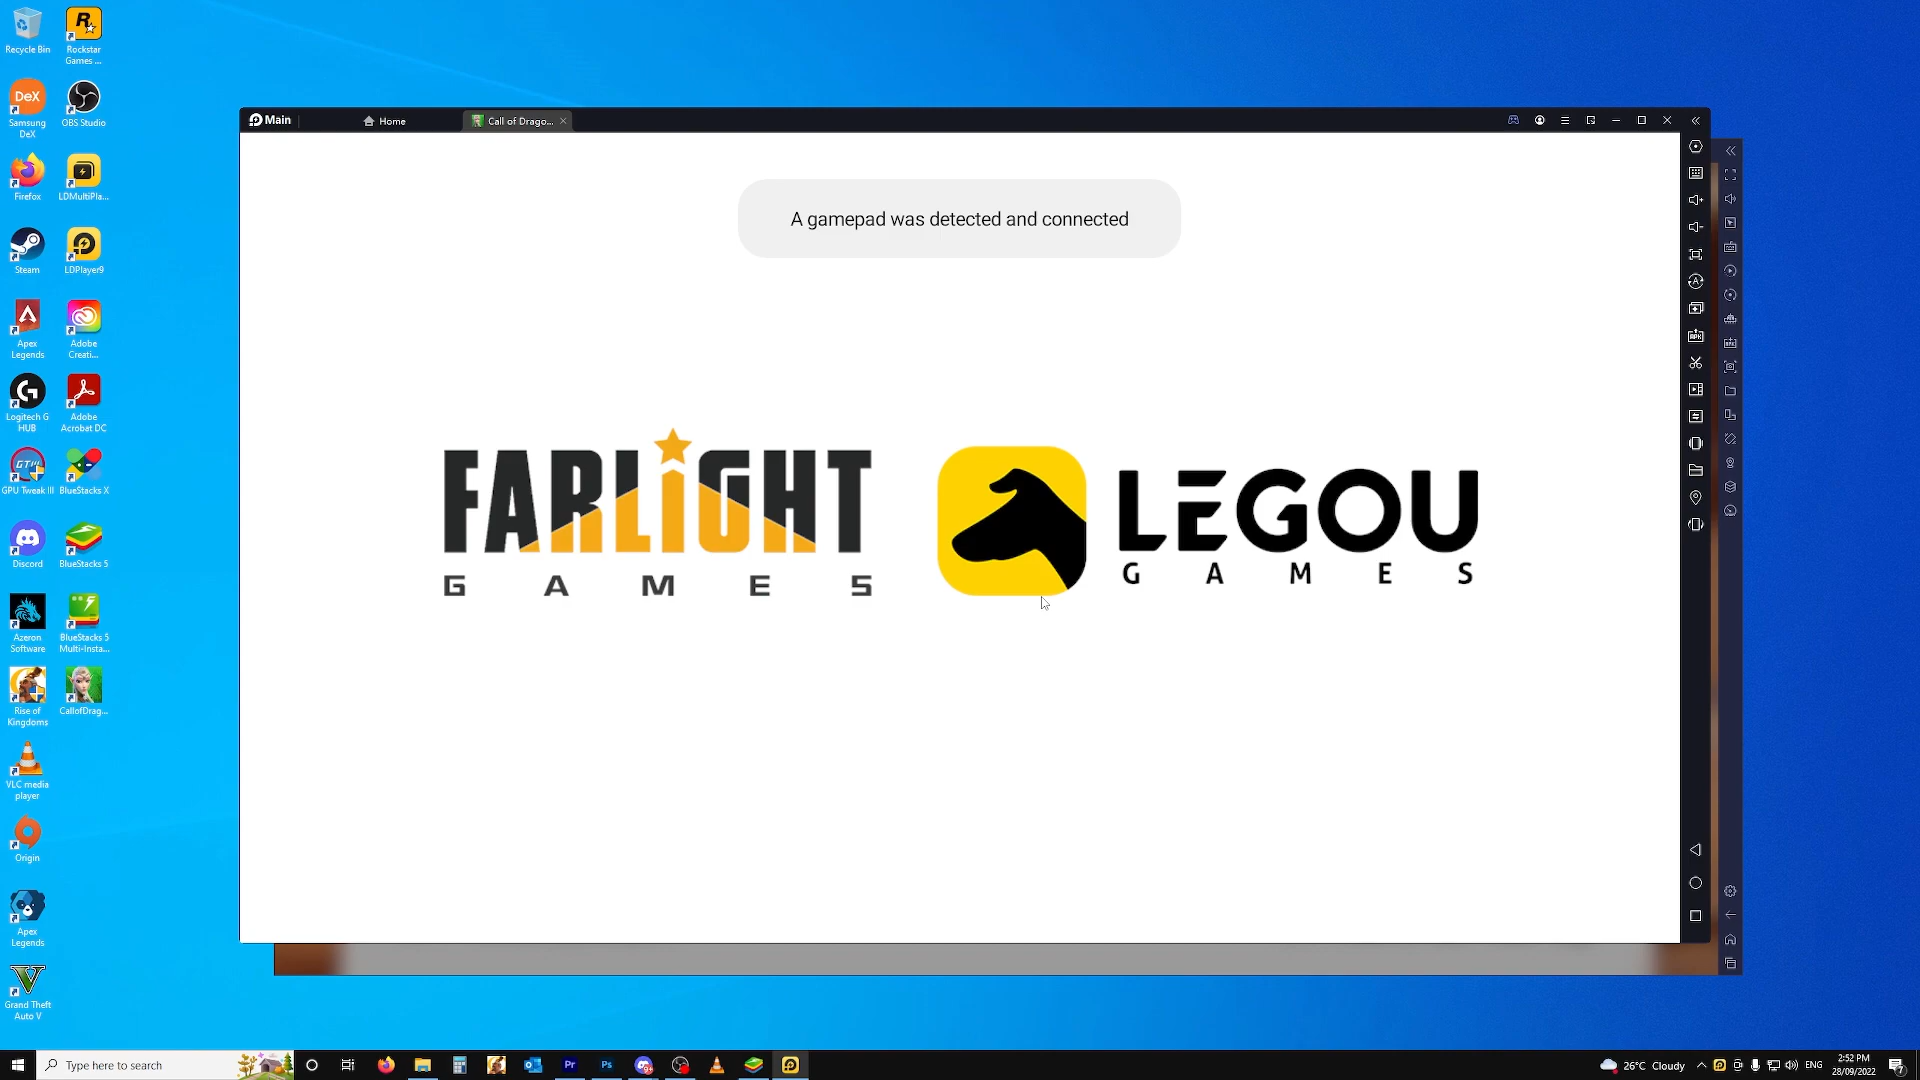 Recycle Bin
Rockstar
Games ...
Samsung
DeX
OBS Studio
Firefox
LDMultiPla...
Steam
LDPlayer9
Apex
Legends
Adobe
Creati...
Logitech G
HUB
Adobe
Acrobat DC
GPU Tweak III
BlueStacks X
Discord
BlueStacks 5
Azeron
Software
BlueStacks 5
Multi-Insta...
Rise of
Kingdoms
CallofDrag...
VLC media
player
Origin
Apex
Legends
Grand Theft
Auto V
Main
Home
Call of Drago...
A gamepad was detected and connected
FARLIGHT
GAMES
LEGOU
GAMES
Type here to search
26°C Cloudy
ENG
2:52 PM
28/09/2022